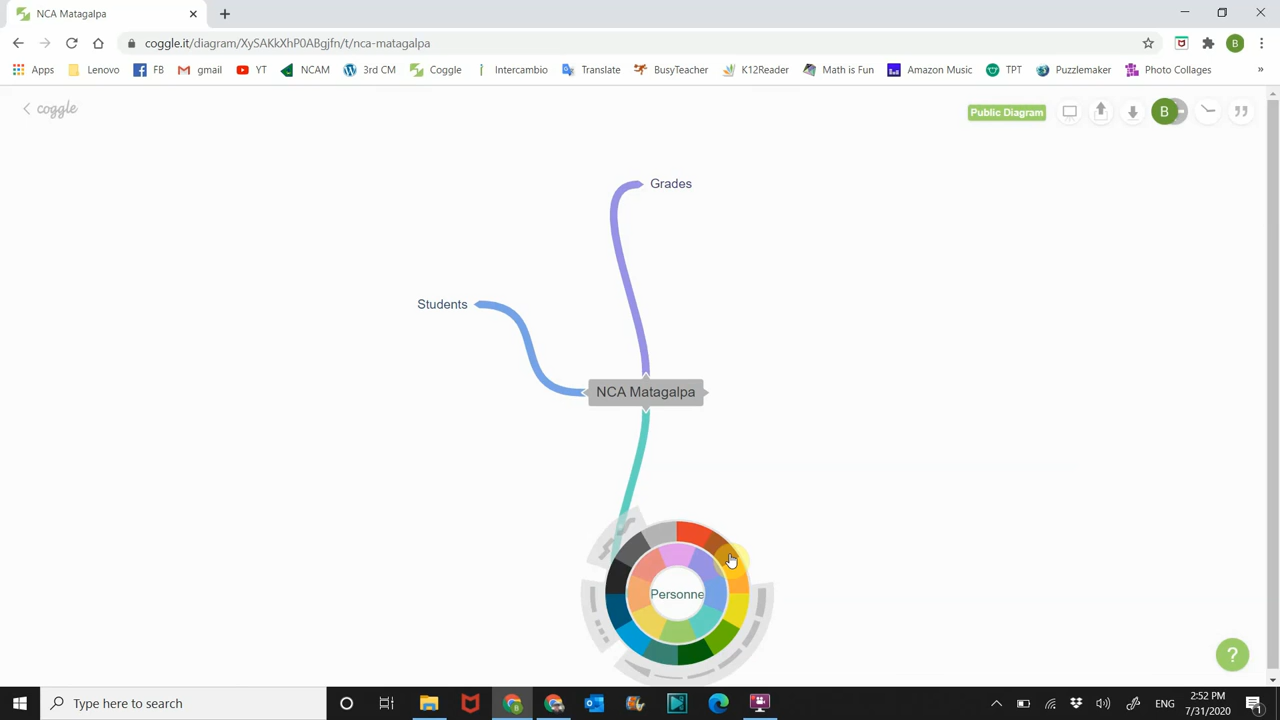 NCA Matagalpa
coggle.it/diagram/XySAKkXhP0ABgjfn/t/nca-matagalpa
B
Apps Lenovo FB gmail YT NCAM 3rd CM Coggle Intercambio Translate BusyTeacher K12Reader Math is Fun Amazon Music TPT Puzzlemaker Photo Collages »
coggle
Public Diagram
B
Grades
Students
NCA Matagalpa
Personne
?
Type here to search
ENG
2:52 PM
7/31/2020
1